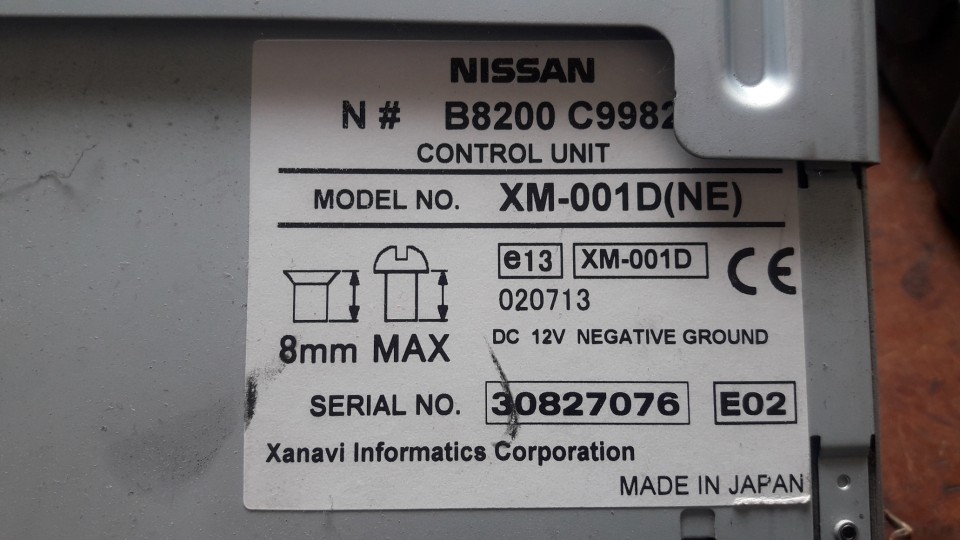 NISSAN
N # B8200 C9982
CONTROL UNIT
MODEL NO. XM-001D(NE)
e13 XM-001D CE
020713
DC 12V NEGATIVE GROUND
8mm MAX
SERIAL NO. 30827076 E02
Xanavi Informatics Corporation
MADE IN JAPAN